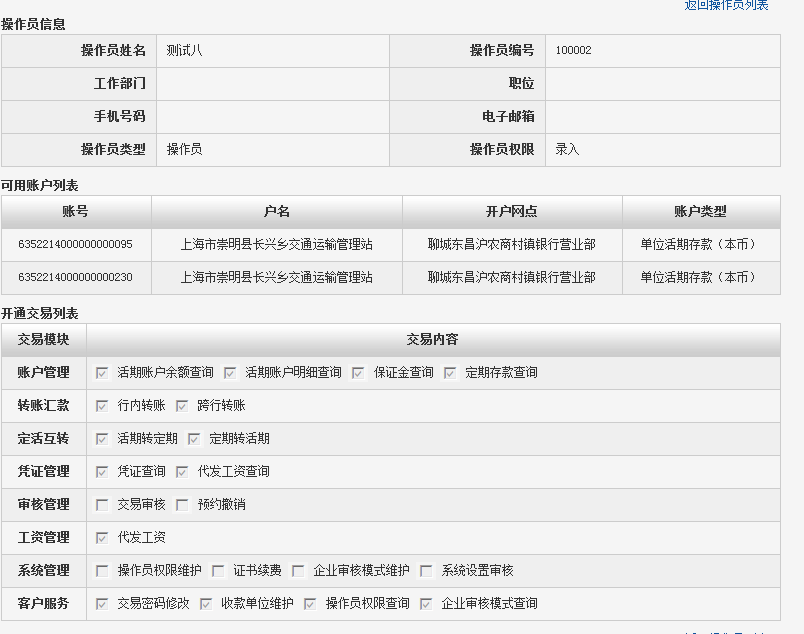 返回操作员列表
操作员信息
操作员姓名 测试八 操作员编号 100002
工作部门 职位
手机号码 电子邮箱
操作员类型 操作员 操作员权限 录入
可用账户列表
账号 户名 开户网点 账户类型
6352214000000000095 上海市崇明县长兴乡交通运输管理站 聊城东昌沪农商村镇银行营业部 单位活期存款（本币）
6352214000000000230 上海市崇明县长兴乡交通运输管理站 聊城东昌沪农商村镇银行营业部 单位活期存款（本币）
开通交易列表
交易模块 交易内容
账户管理 活期账户余额查询 活期账户明细查询 保证金查询 定期存款查询
转账汇款 行内转账 跨行转账
定活互转 活期转定期 定期转活期
凭证管理 凭证查询 代发工资查询
审核管理 交易审核 预约撤销
工资管理 代发工资
系统管理 操作员权限维护 证书续费 企业审核模式维护 系统设置审核
客户服务 交易密码修改 收款单位维护 操作员权限查询 企业审核模式查询